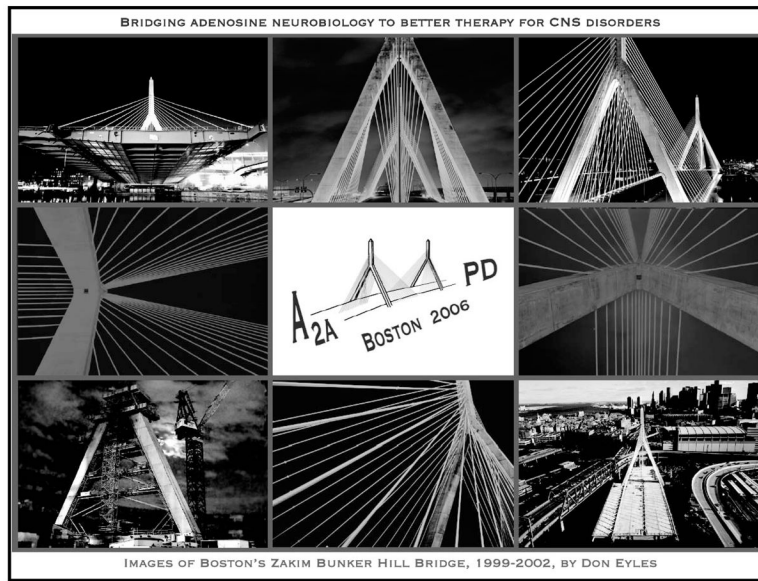 Bridging adenosine neurobiology to better therapy for CNS disorders
A2A
PD
Boston 2006
Images of Boston's Zakim Bunker Hill Bridge, 1999-2002, by Don Eyles